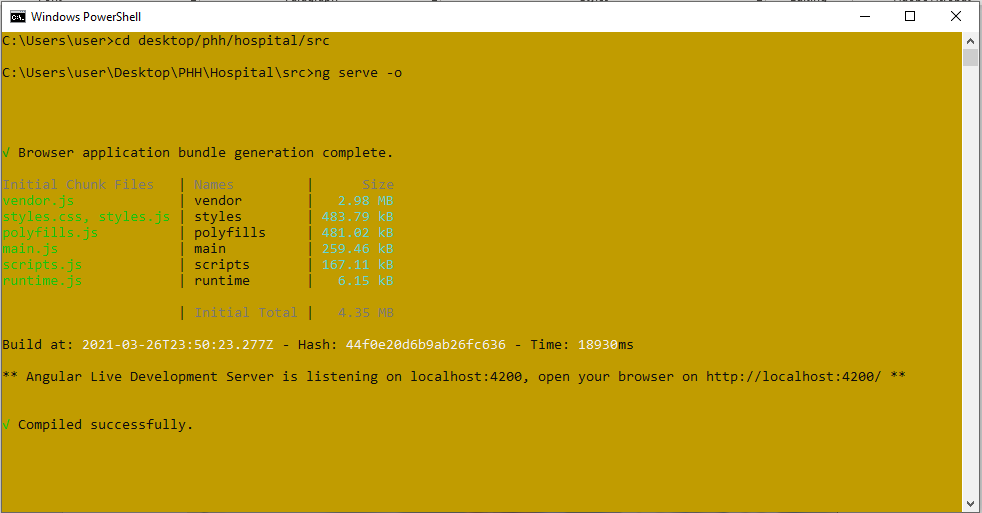 Windows PowerShell
C:\Users\user>cd desktop/phh/hospital/src
C:\Users\user\Desktop\PHH\Hospital\src>ng serve -o
√ Browser application bundle generation complete.
Initial Chunk Files | Names | Size
vendor.js | vendor | 2.98 MB
styles.css, styles.js | styles | 483.79 kB
polyfills.js | polyfills | 481.02 kB
main.js | main | 259.46 kB
scripts.js | scripts | 167.11 kB
runtime.js | runtime | 6.15 kB
| Initial Total | 4.35 MB
Build at: 2021-03-26T23:50:23.277Z - Hash: 44f0e20d6b9ab26fc636 - Time: 18930ms
** Angular Live Development Server is listening on localhost:4200, open your browser on http://localhost:4200/ **
√ Compiled successfully.